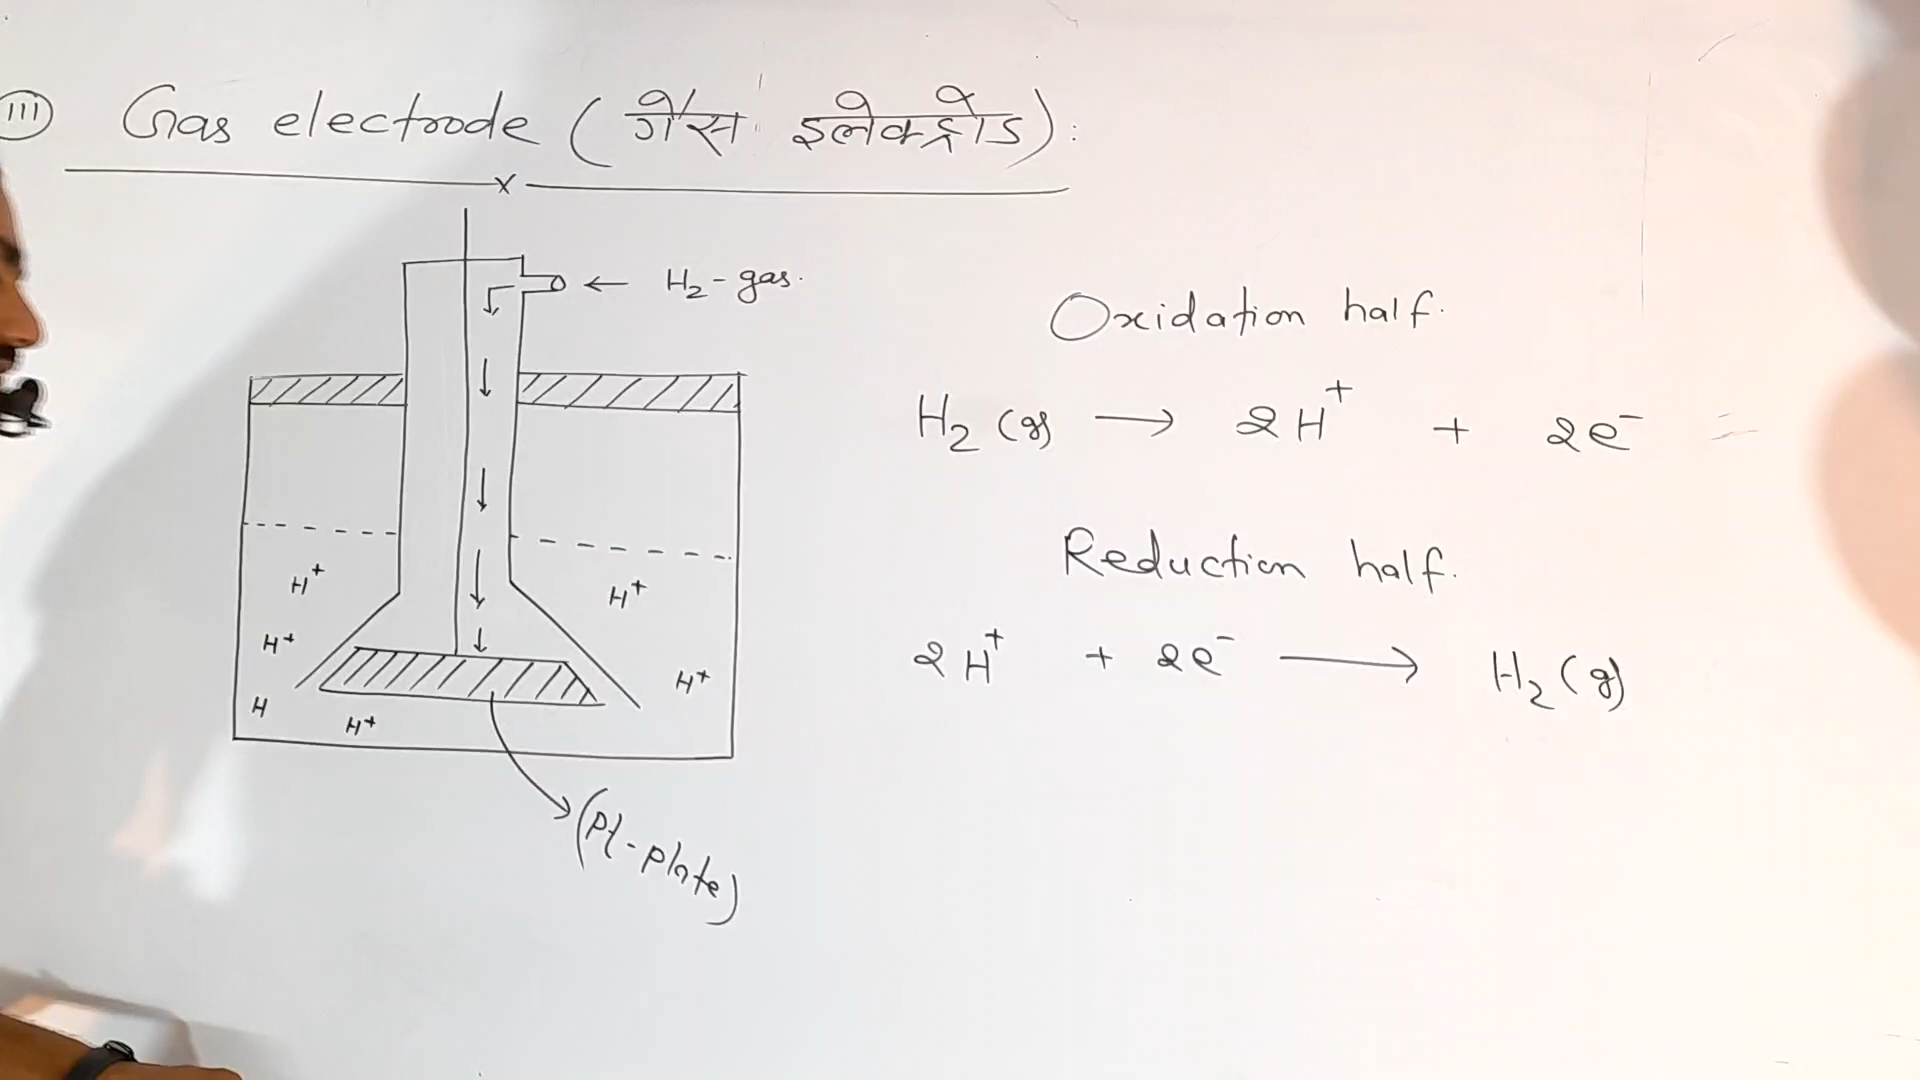 (III) Gas electrode (गैस इलेक्ट्रोड):
H₂-gas.
Oxidation half.
H₂(g) → 2H⁺ + 2e⁻
Reduction half.
H⁺ H⁺
H⁺
2H⁺ + 2e⁻ → H₂(g)
H⁺
H
H⁺
(Pt-plate)